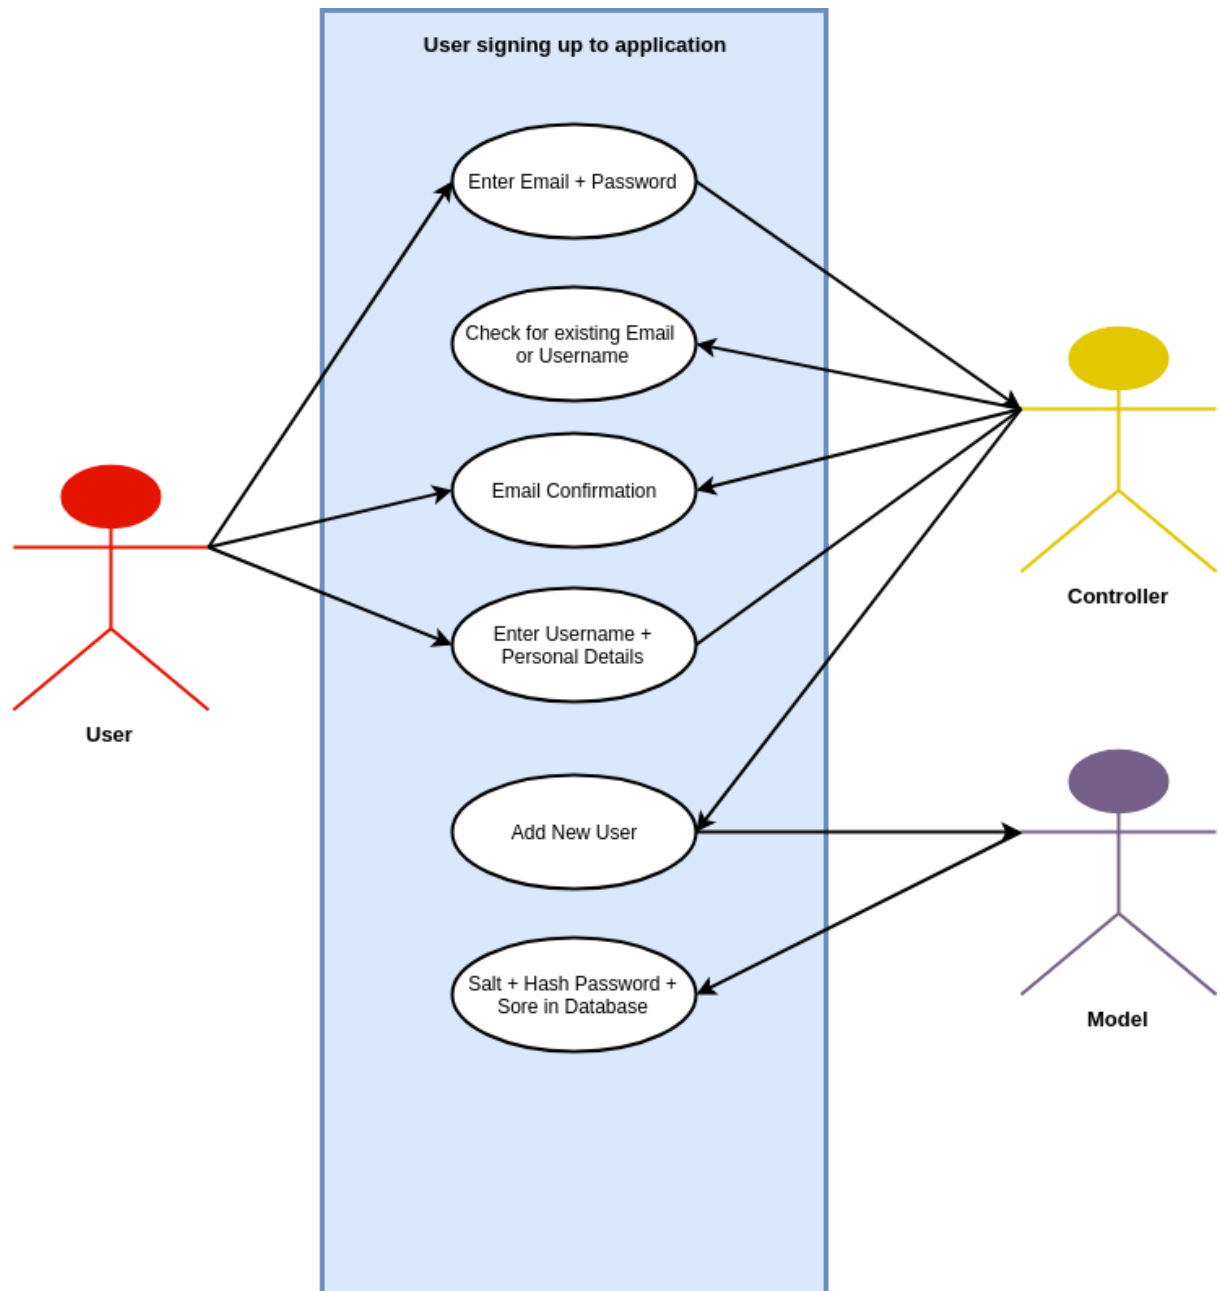 User signing up to application
Enter Email + Password
Check for existing Email
or Username
Email Confirmation
Enter Username +
Personal Details
Controller
User
Add New User
Salt + Hash Password +
Sore in Database
Model